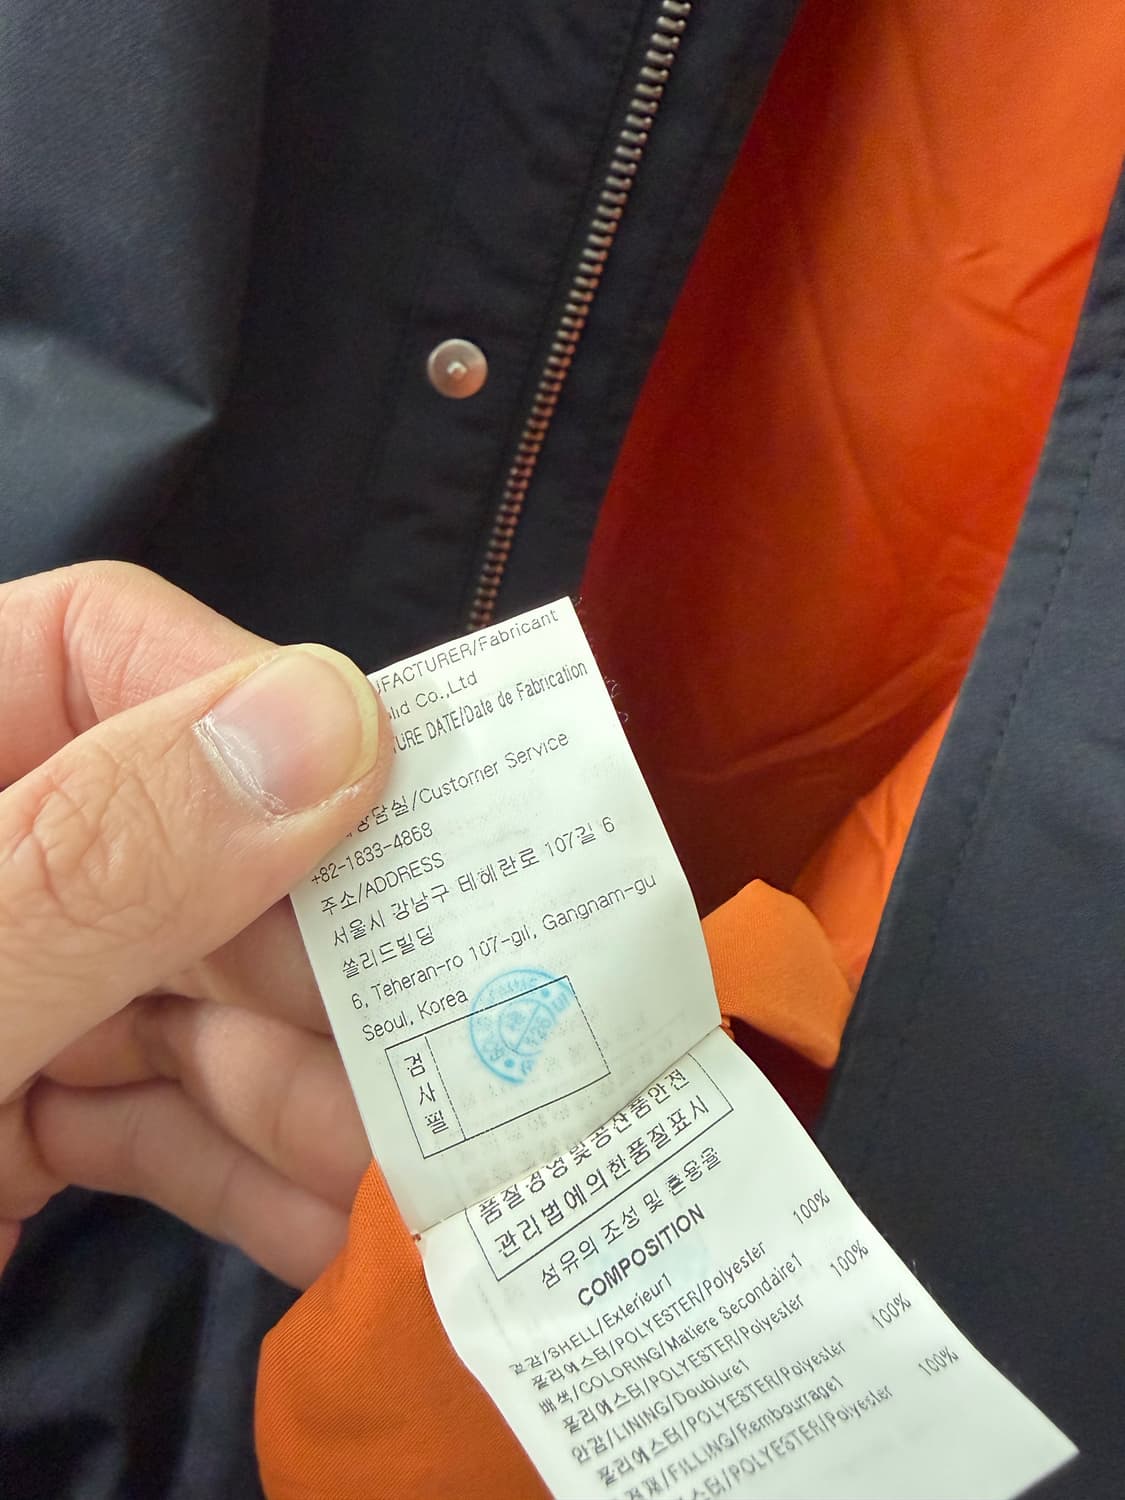 FACTURER/Fabricant
lid Co.,Ltd
URE DATE/Date de Fabrication
상담실/Customer Service
+82-1833-4868
주소/ADDRESS
서울시 강남구 테헤란로 107길 6
쏠리드빌딩
6, Teheran-ro 107-gil, Gangnam-gu
Seoul, Korea
검
사
필
품질경영및공산품안전
관리법에의한품질표시
섬유의 조성 및 혼용율
COMPOSITION
겉감/SHELL/Exterieur1
폴리에스터/POLYESTER/Polyester 100%
배색/COLORING/Matiere Secondaire1
폴리에스터/POLYESTER/Polyester 100%
안감/LINING/Doublure1
폴리에스터/POLYESTER/Polyester 100%
전재/FILLING/Rembourrage1
스터/POLYESTER/Polyester 100%